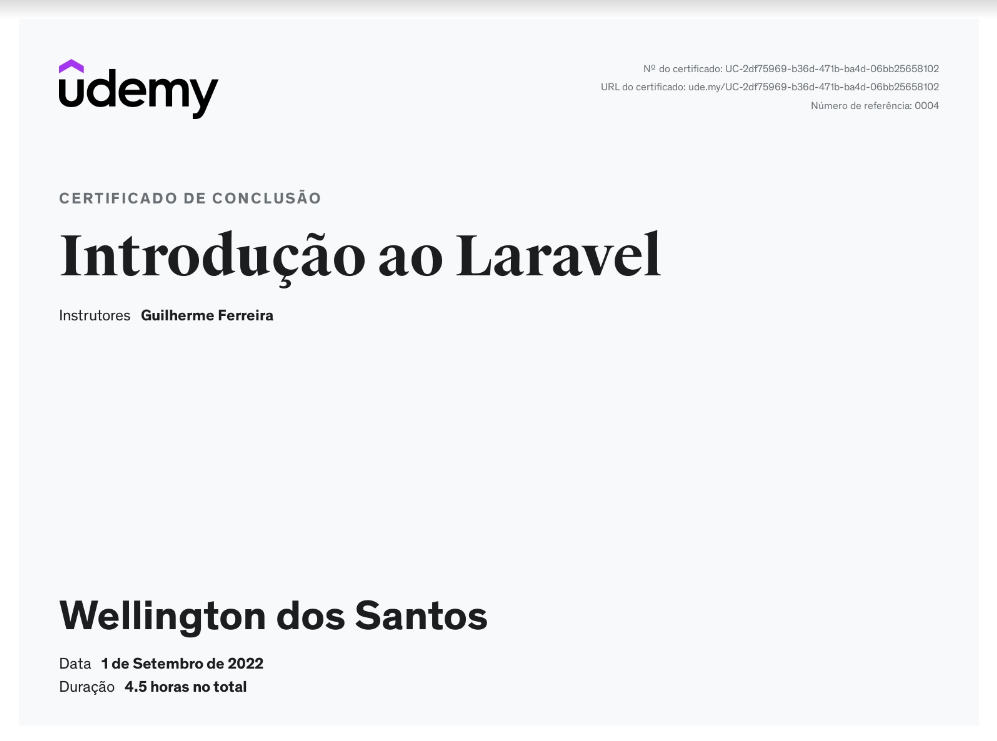 udemy
Nº do certificado: UC-2df75969-b36d-471b-ba4d-06bb25658102
URL do certificado: ude.my/UC-2df75969-b36d-471b-ba4d-06bb25658102
Número de referência: 0004
CERTIFICADO DE CONCLUSÃO
Introdução ao Laravel
Instrutores Guilherme Ferreira
Wellington dos Santos
Data 1 de Setembro de 2022
Duração 4.5 horas no total